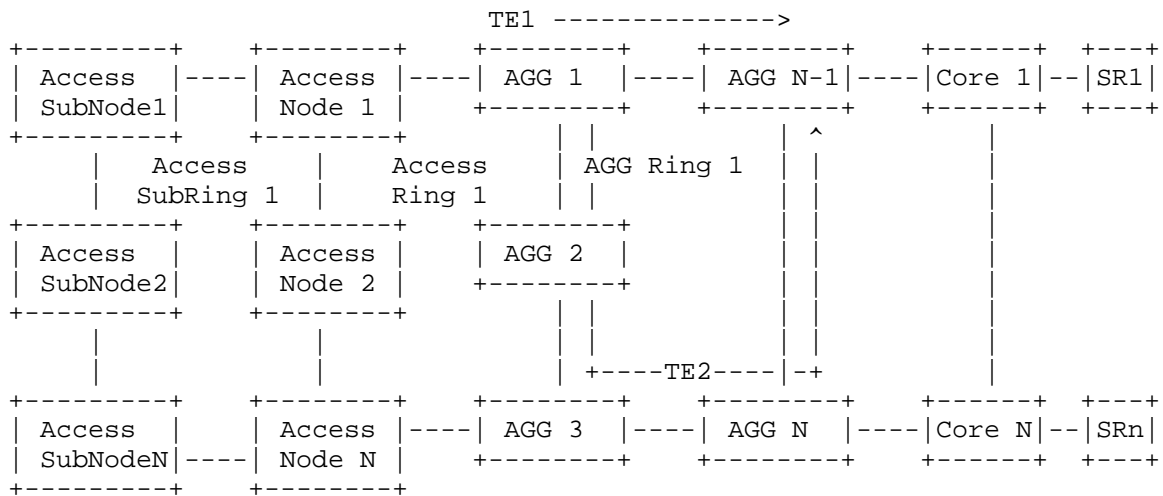 TE1 -------------->
Access Access AGG 1 AGG N-1 Core 1 SR1
SubNode1 Node 1
Access Access AGG Ring 1
SubRing 1 Ring 1
Access Access AGG 2
SubNode2 Node 2
TE2
Access Access AGG 3 AGG N Core N SRn
SubNodeN Node N